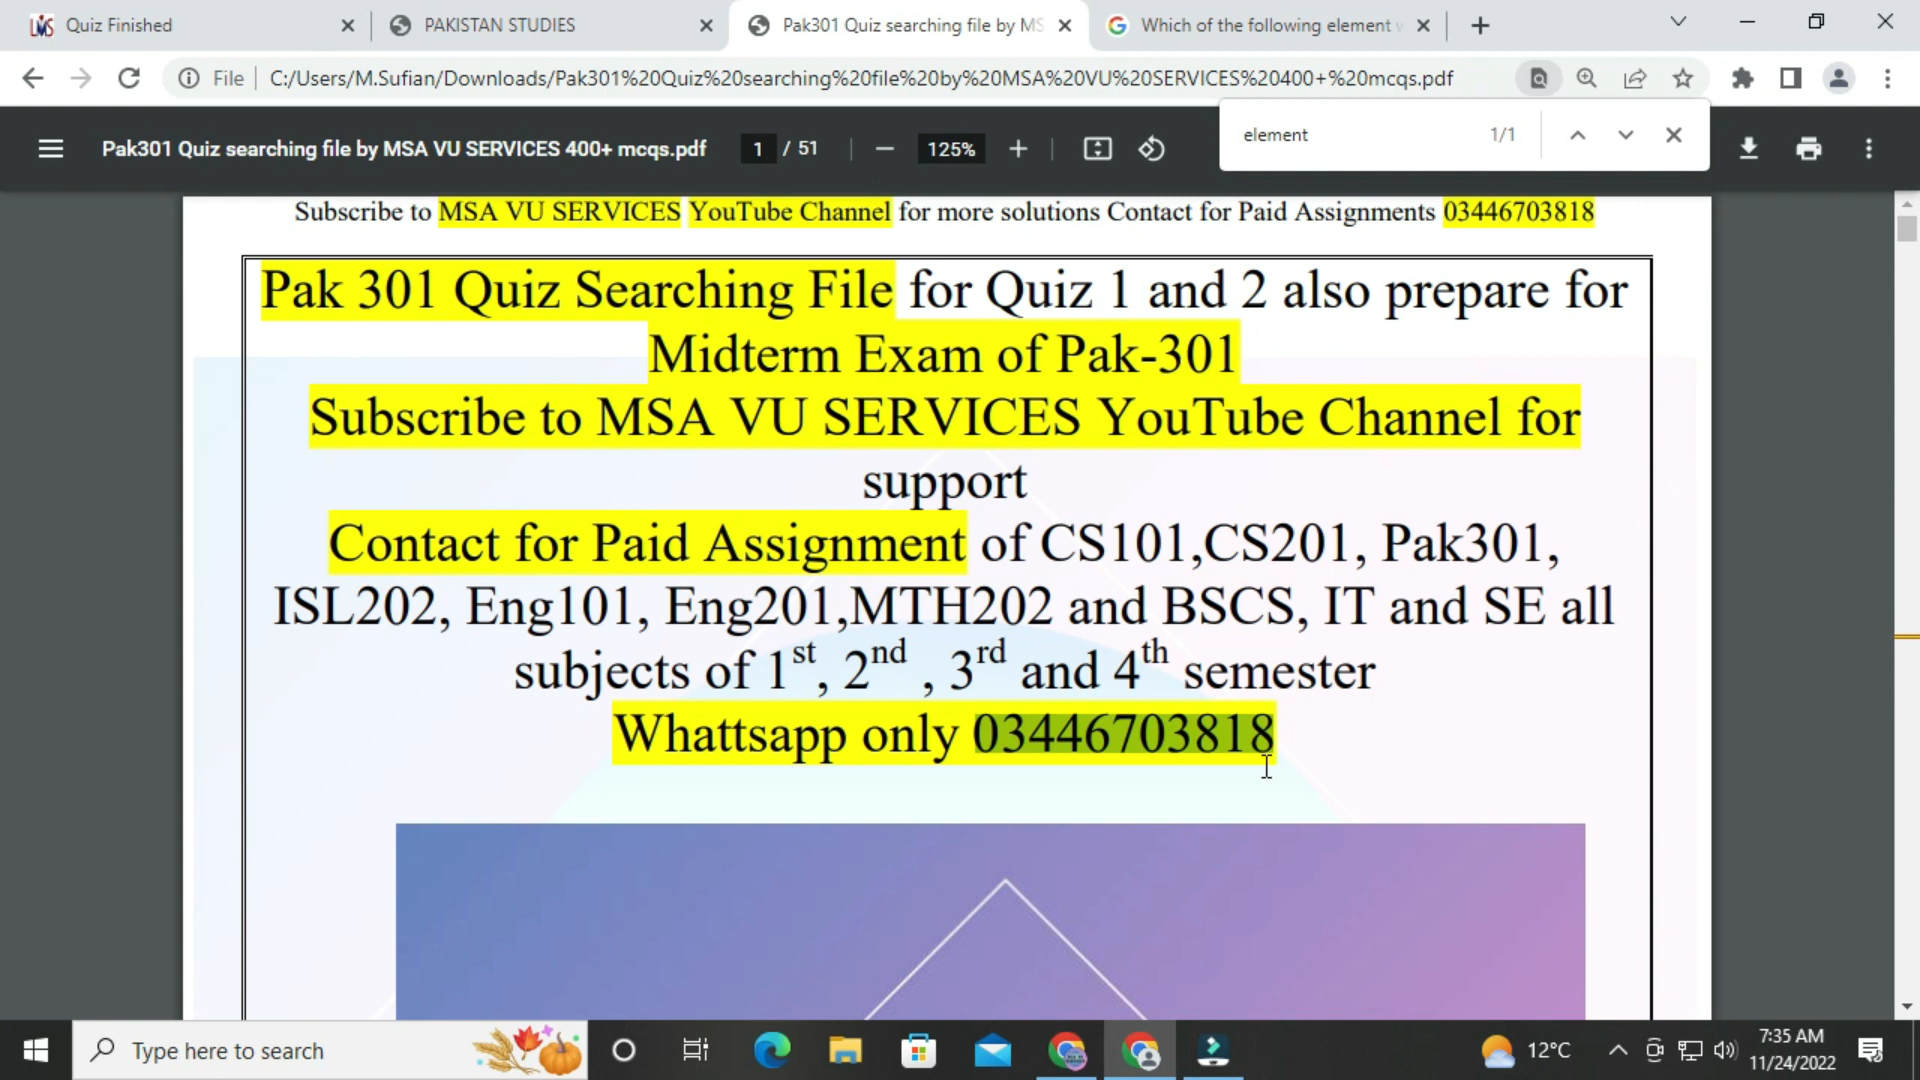 Quiz Finished
PAKISTAN STUDIES
Pak301 Quiz searching file by MS
Which of the following element w
File
C:/Users/M.Sufian/Downloads/Pak301%20Quiz%20searching%20file%20by%20MSA%20VU%20SERVICES%20400+%20mcqs.pdf
element 1/1
Pak301 Quiz searching file by MSA VU SERVICES 400+ mcqs.pdf
1 / 51
125%
Subscribe to MSA VU SERVICES YouTube Channel for more solutions Contact for Paid Assignments 03446703818
Pak 301 Quiz Searching File for Quiz 1 and 2 also prepare for
Midterm Exam of Pak-301
Subscribe to MSA VU SERVICES YouTube Channel for
support
Contact for Paid Assignment of CS101,CS201, Pak301,
ISL202, Eng101, Eng201,MTH202 and BSCS, IT and SE all
subjects of 1st, 2nd , 3rd and 4th semester
Whattsapp only 03446703818
Type here to search
12°C
7:35 AM
11/24/2022